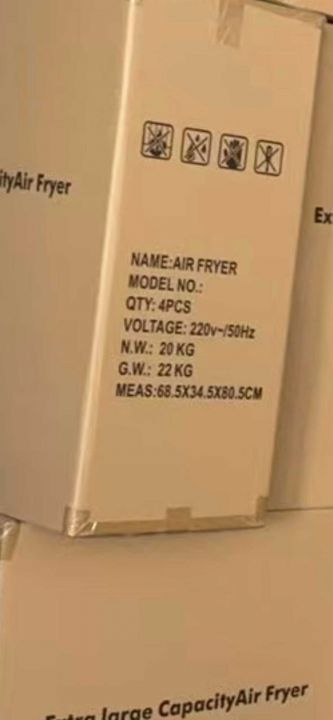 ityAir Fryer
Ex
NAME:AIR FRYER
MODEL NO.:
QTY: 4PCS
VOLTAGE: 220v~/50Hz
N.W.: 20 KG
G.W.: 22 KG
MEAS:68.5X34.5X80.5CM
Extra large CapacityAir Fryer